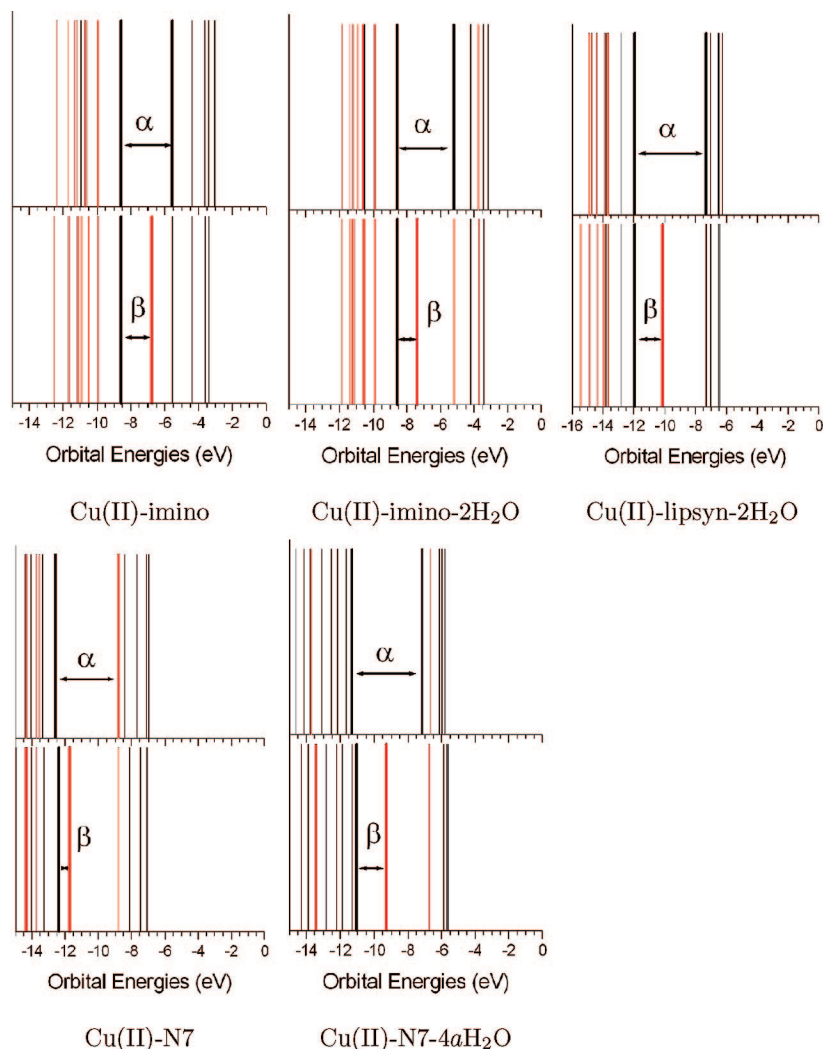 α
α
α
β
β
β
-14 -12 -10 -8 -6 -4 -2 0
-14 -12 -10 -8 -6 -4 -2 0
-16 -14 -12 -10 -8 -6 -4 -2 0
Orbital Energies (eV)
Orbital Energies (eV)
Orbital Energies (eV)
Cu(II)-imino
Cu(II)-imino-2H₂O
Cu(II)-lipsyn-2H₂O
α
α
β
β
-14 -12 -10 -8 -6 -4 -2 0
-14 -12 -10 -8 -6 -4 -2 0
Orbital Energies (eV)
Orbital Energies (eV)
Cu(II)-N7
Cu(II)-N7-4aH₂O